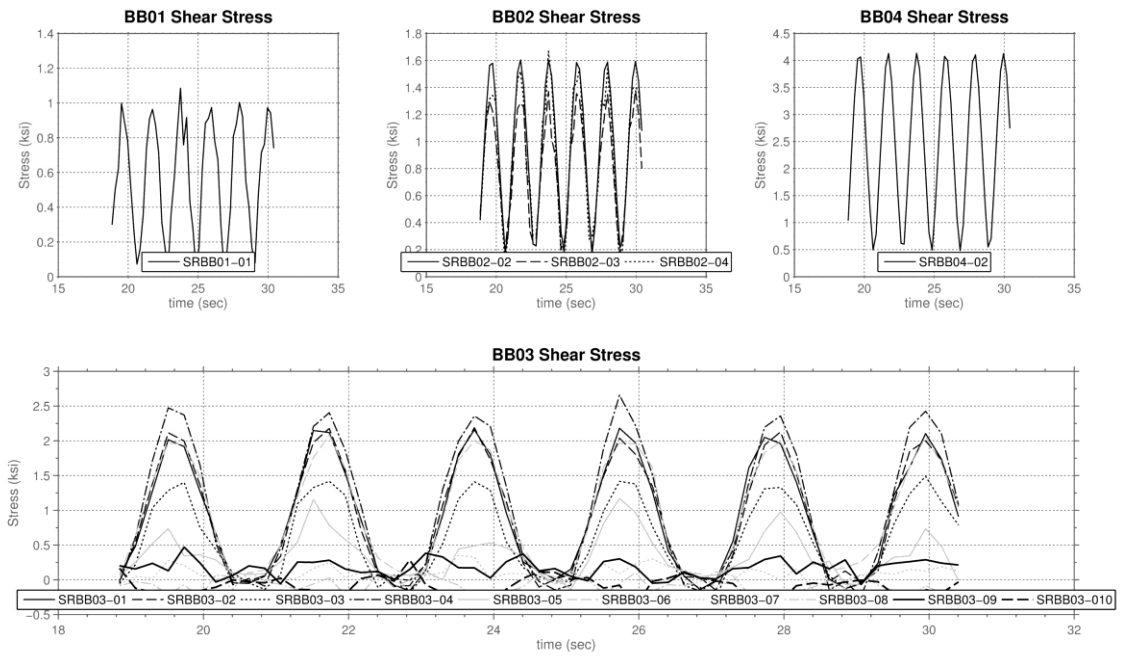 BB01 Shear Stress
1.4
1.2
1
0.8
0.6
0.4
0.2
0
Stress (ksi)
SRBB01-01
15 20 25 30 35
time (sec)
BB02 Shear Stress
1.8
1.6
1.4
1.2
1
0.8
0.6
0.4
0.2
0
Stress (ksi)
SRBB02-02 SRBB02-03 SRBB02-04
15 20 25 30 35
time (sec)
BB04 Shear Stress
4.5
4
3.5
3
2.5
2
1.5
1
0.5
0
Stress (ksi)
SRBB04-02
15 20 25 30 35
time (sec)
BB03 Shear Stress
3
2.5
2
1.5
1
0.5
0
-0.5
Stress (ksi)
SRBB03-01 SRBB03-02 SRBB03-03 SRBB03-04 SRBB03-05 SRBB03-06 SRBB03-07 SRBB03-08 SRBB03-09 SRBB03-010
18 20 22 24 26 28 30 32
time (sec)